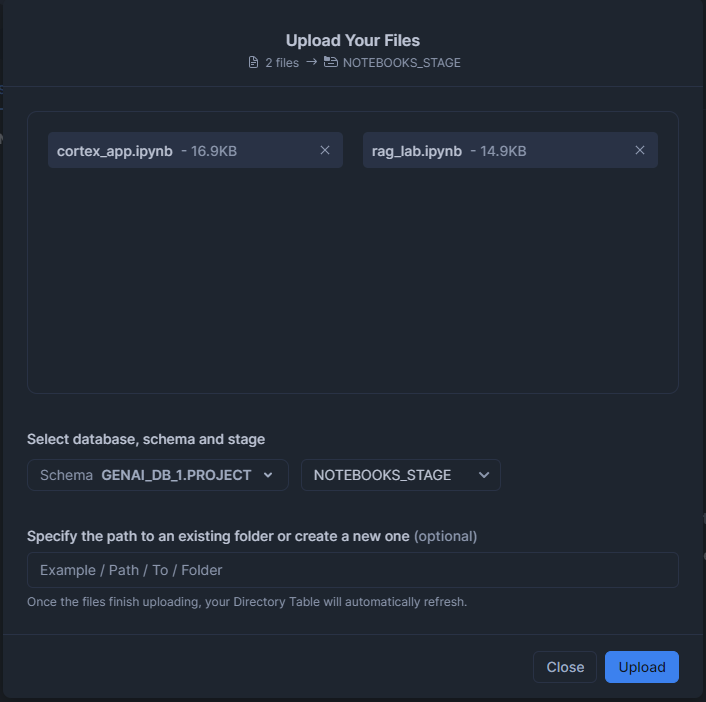 Upload Your Files
2 files → NOTEBOOKS_STAGE
cortex_app.ipynb - 16.9KB
rag_lab.ipynb - 14.9KB
Select database, schema and stage
Schema GENAI_DB_1.PROJECT
NOTEBOOKS_STAGE
Specify the path to an existing folder or create a new one (optional)
Example / Path / To / Folder
Once the files finish uploading, your Directory Table will automatically refresh.
Close
Upload